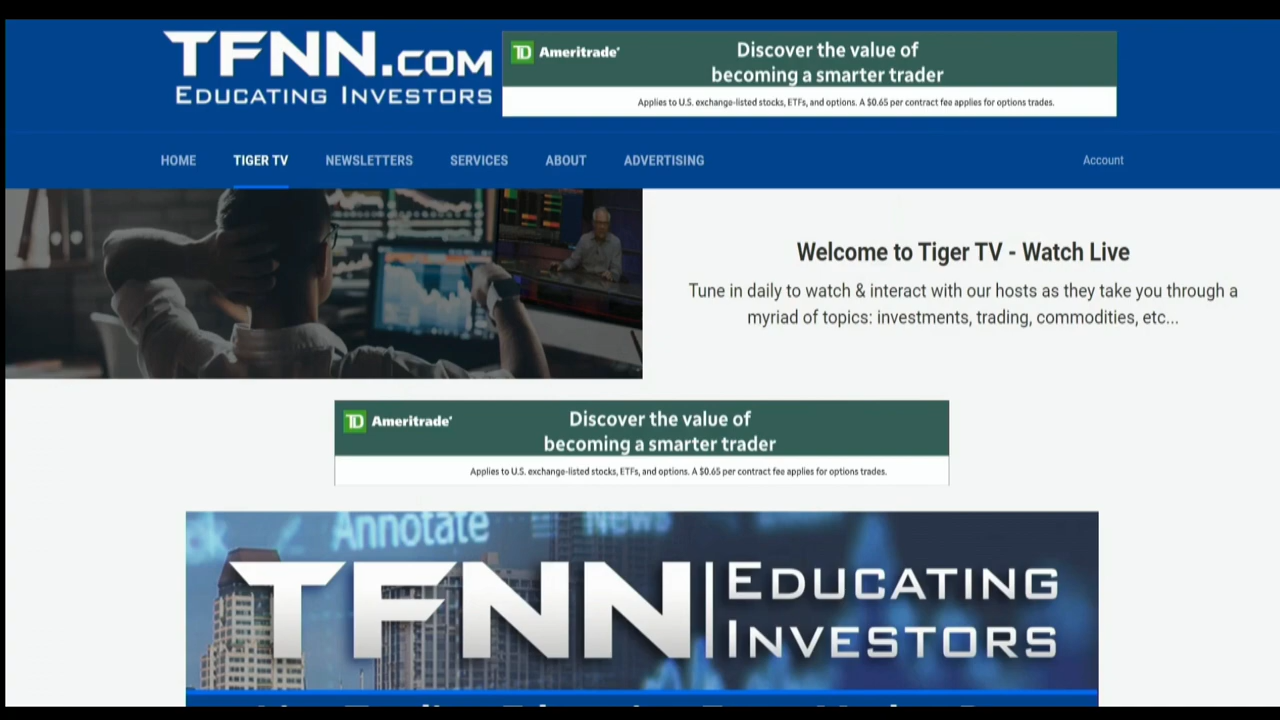 TFNN.COM
EDUCATING INVESTORS
TD Ameritrade
Discover the value of
becoming a smarter trader
Applies to U.S. exchange-listed stocks, ETFs, and options. A $0.65 per contract fee applies for options trades.
HOME TIGER TV NEWSLETTERS SERVICES ABOUT ADVERTISING Account
Welcome to Tiger TV - Watch Live
Tune in daily to watch & interact with our hosts as they take you through a
myriad of topics: investments, trading, commodities, etc...
TD Ameritrade
Discover the value of
becoming a smarter trader
Applies to U.S. exchange-listed stocks, ETFs, and options. A $0.65 per contract fee applies for options trades.
ck Annotate News
TFNN EDUCATING
INVESTORS